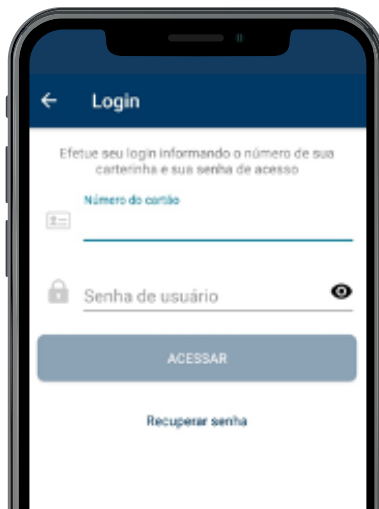 Login
Efetue seu login informando o número de sua
carterinha e sua senha de acesso
Número do cartão
Senha de usuário
ACESSAR
Recuperar senha